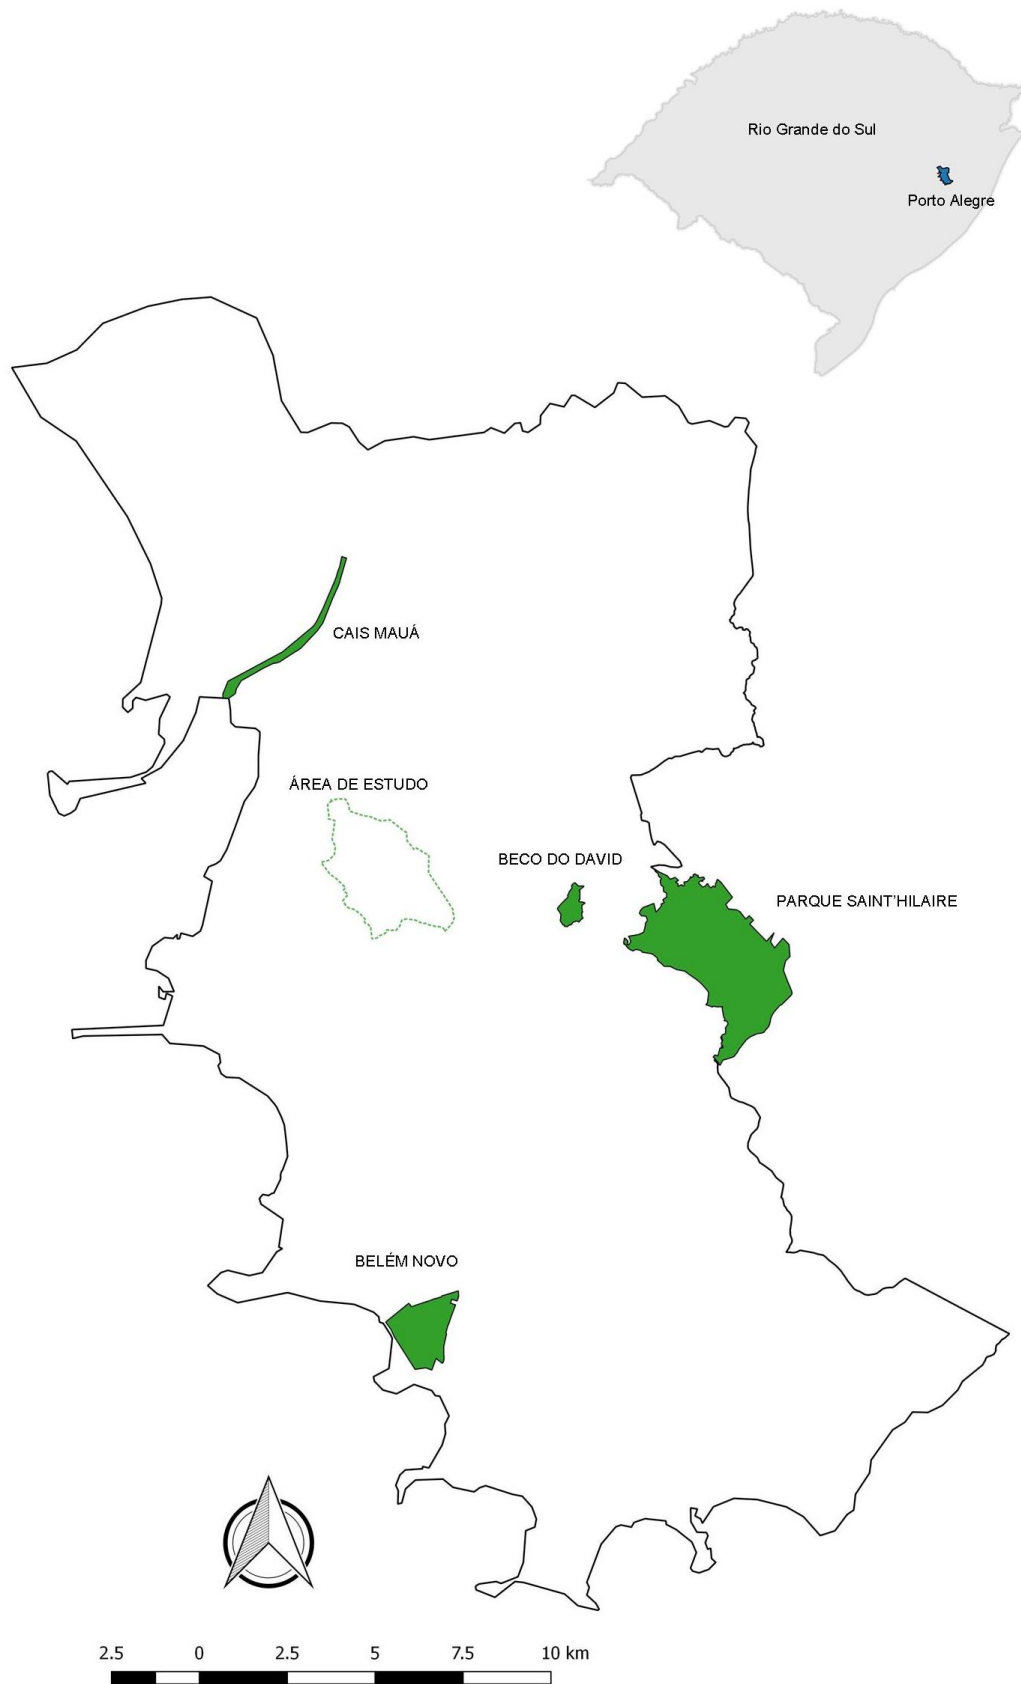 Rio Grande do Sul
Porto Alegre
CAIS MAUÁ
ÁREA DE ESTUDO
BECO DO DAVID
PARQUE SAINT'HILAIRE
BELÉM NOVO
2.5 0 2.5 5 7.5 10 km